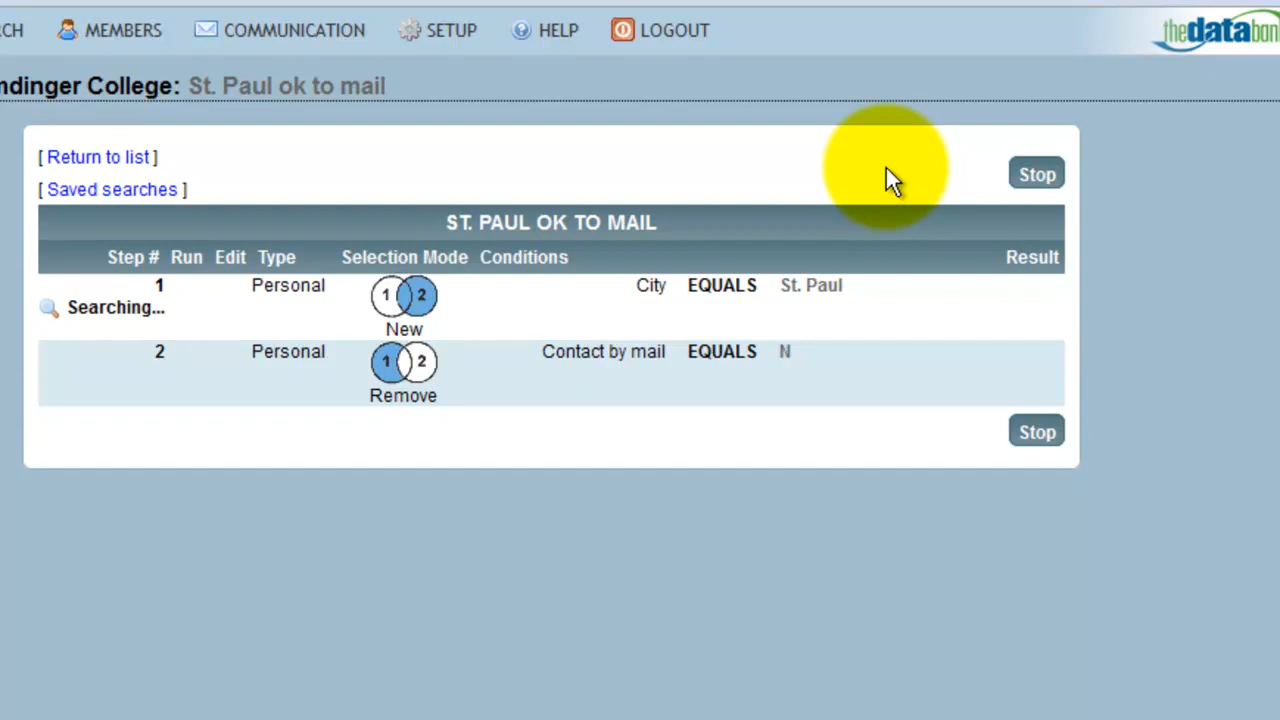 CH MEMBERS COMMUNICATION SETUP HELP LOGOUT thedataban
mdinger College: St. Paul ok to mail
[ Return to list ]
Stop
[ Saved searches ]
ST. PAUL OK TO MAIL
Step # Run Edit Type Selection Mode Conditions Result
1 Personal 1 2 City EQUALS St. Paul
Searching...
New
2 Personal 1 2 Contact by mail EQUALS N
Remove
Stop